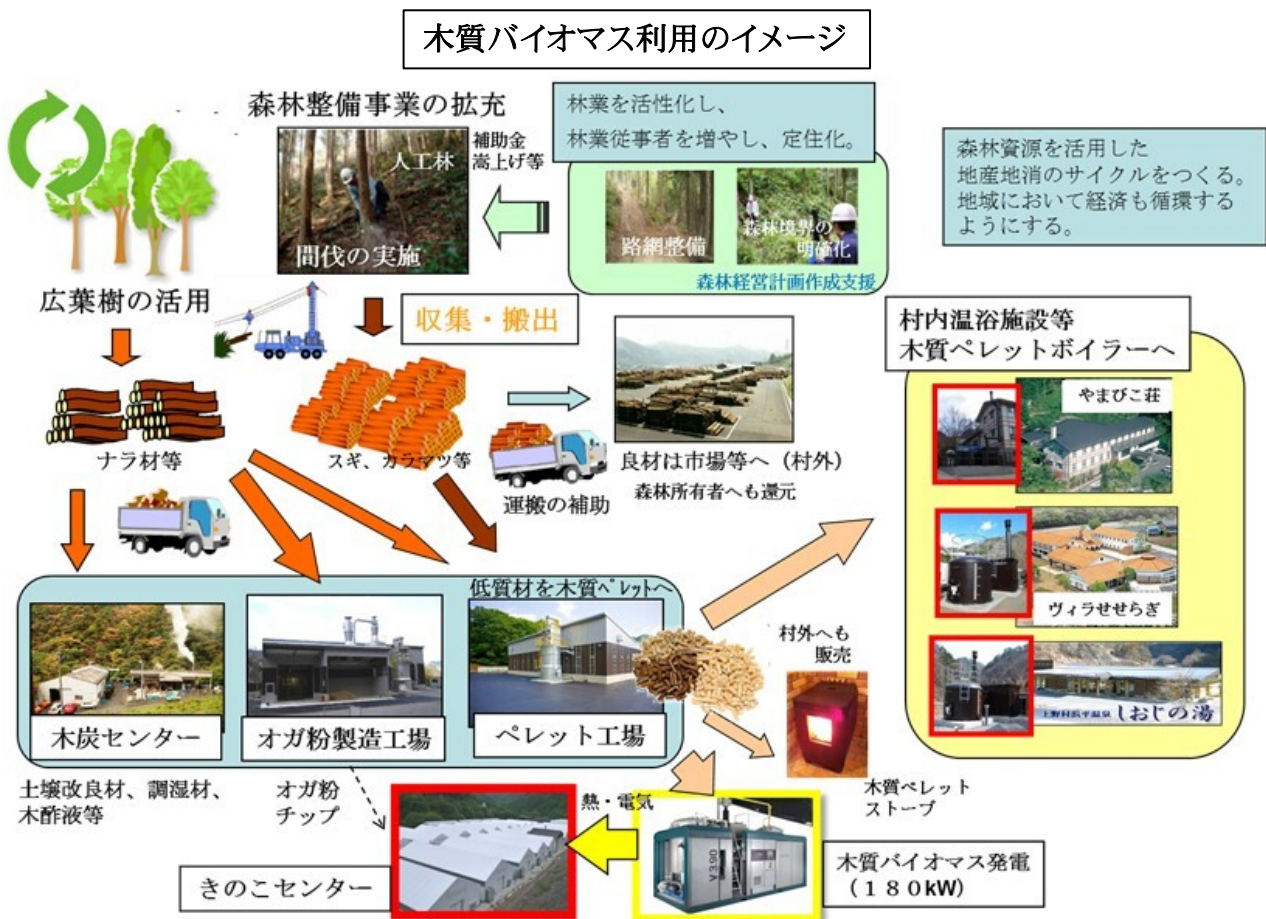 木質バイオマス利用のイメージ
森林整備事業の拡充
補助金
嵩上げ等
人工林
間伐の実施
林業を活性化し、
林業従事者を増やし、定住化。
路網整備
森林境界の
明確化
森林経営計画作成支援
森林資源を活用した
地産地消のサイクルをつくる。
地域において経済も循環する
ようにする。
広葉樹の活用
収集・搬出
ナラ材等
スギ、カラマツ等
運搬の補助
良材は市場等へ（村外）
森林所有者へも還元
村内温浴施設等
木質ペレットボイラーへ
やまびこ荘
ヴィラせせらぎ
上野村浜平温泉 しおじの湯
低質材を木質ペレットへ
木炭センター
オガ粉製造工場
ペレット工場
村外へも
販売
木質ペレット
ストーブ
土壌改良材、調湿材、
木酢液等
オガ粉
チップ
熱・電気
きのこセンター
V390
木質バイオマス発電
（１８０kW）